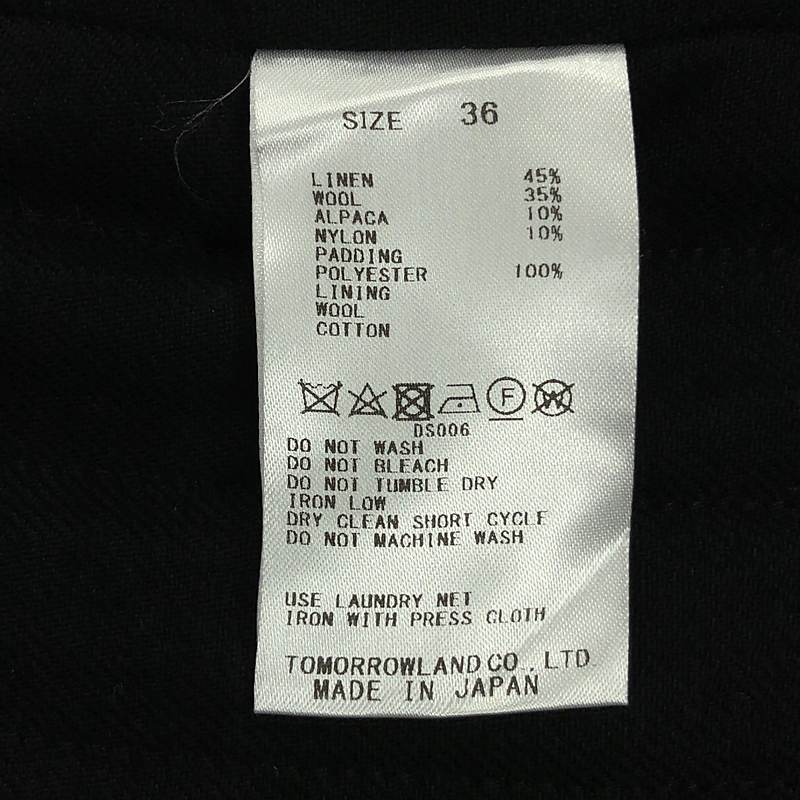 SIZE 36
LINEN 45%
WOOL 35%
ALPACA 10%
NYLON 10%
PADDING
POLYESTER 100%
LINING
WOOL
COTTON
F W
DS006
DO NOT WASH
DO NOT BLEACH
DO NOT TUMBLE DRY
IRON LOW
DRY CLEAN SHORT CYCLE
DO NOT MACHINE WASH
USE LAUNDRY NET
IRON WITH PRESS CLOTH
TOMORROWLAND CO., LTD
MADE IN JAPAN